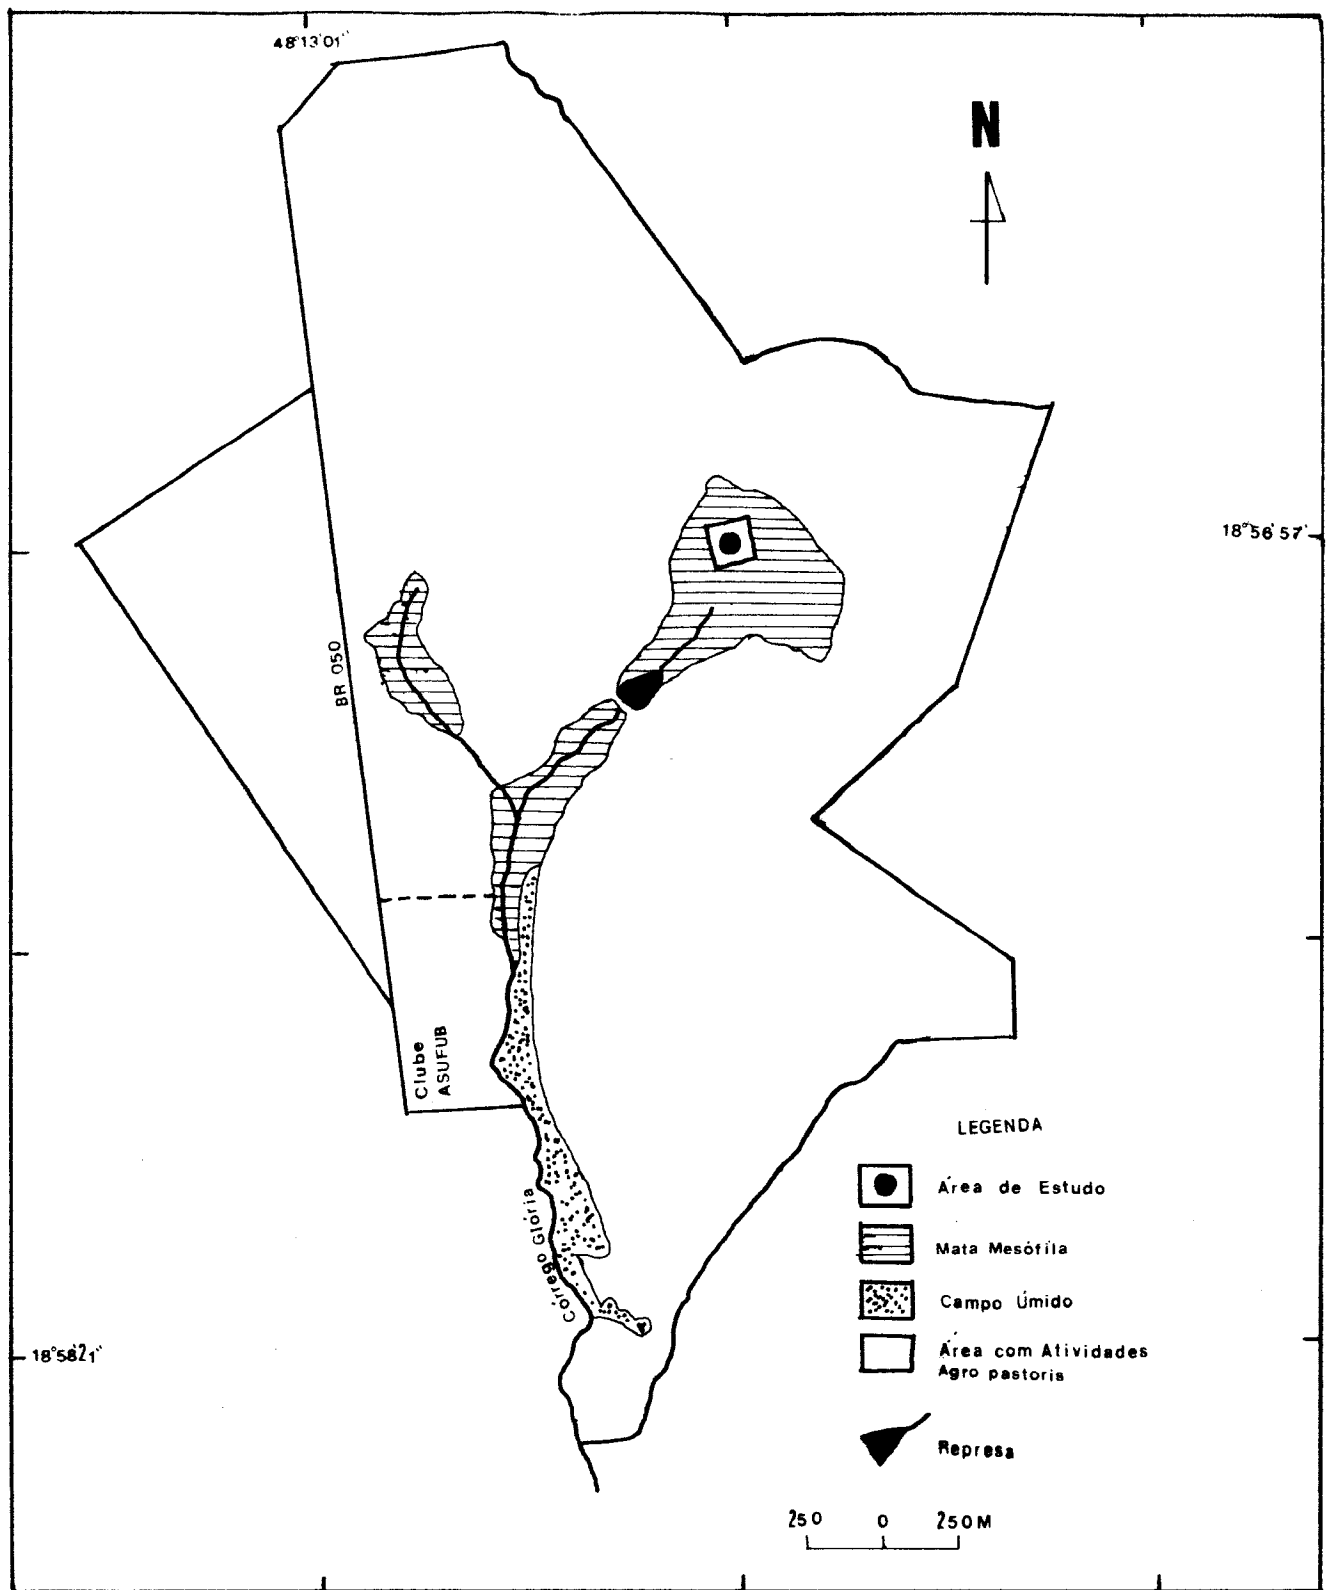 48°13'01"
N
18°56'57"
BR 050
Clube
ASUFUB
Córrego Glória
18°58'21"
LEGENDA
Área de Estudo
Mata Mesófila
Campo Úmido
Área com Atividades
Agro pastoris
Represa
250 0 250M